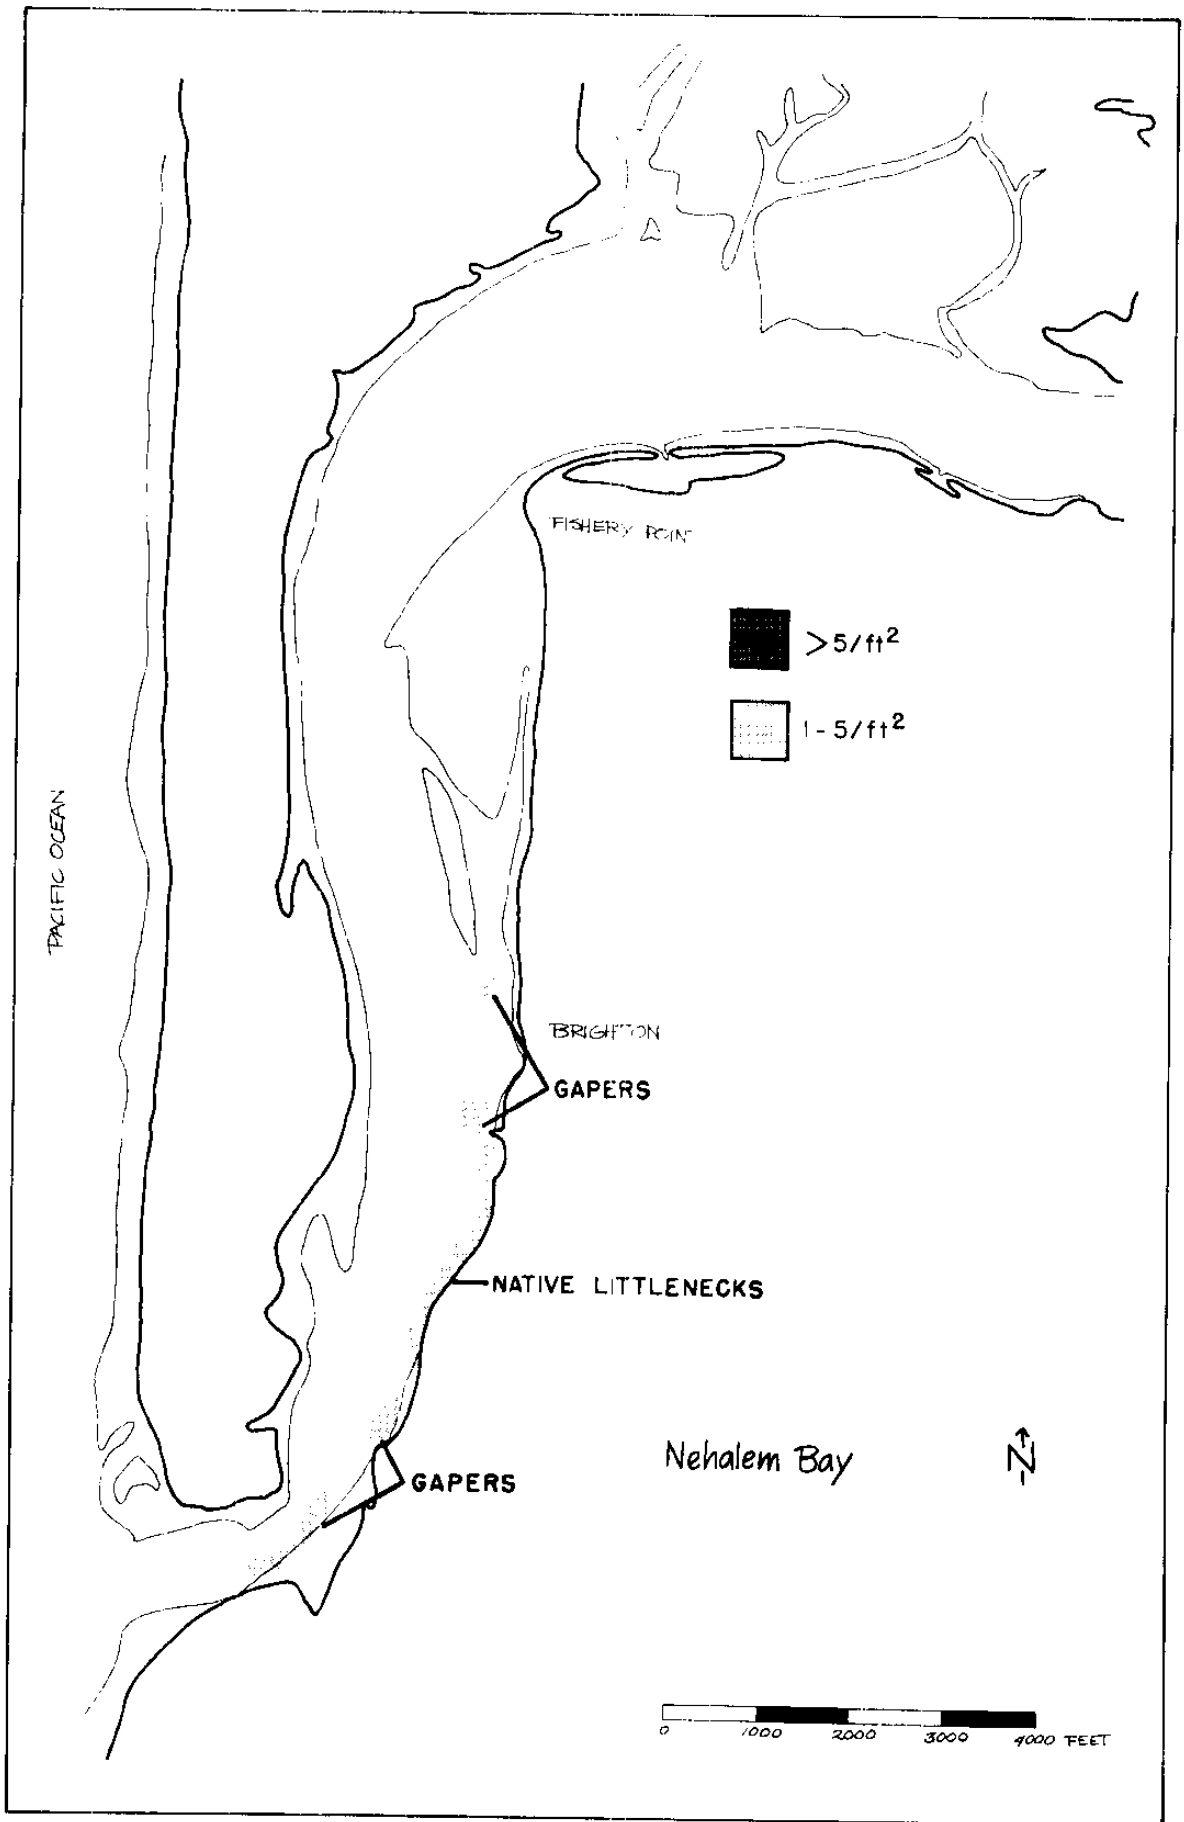 FISHERY POINT
>5/ft²
1-5/ft²
PACIFIC OCEAN
BRIGHTON
GAPERS
NATIVE LITTLENECKS
Nehalem Bay
N
GAPERS
0 1000 2000 3000 4000 FEET